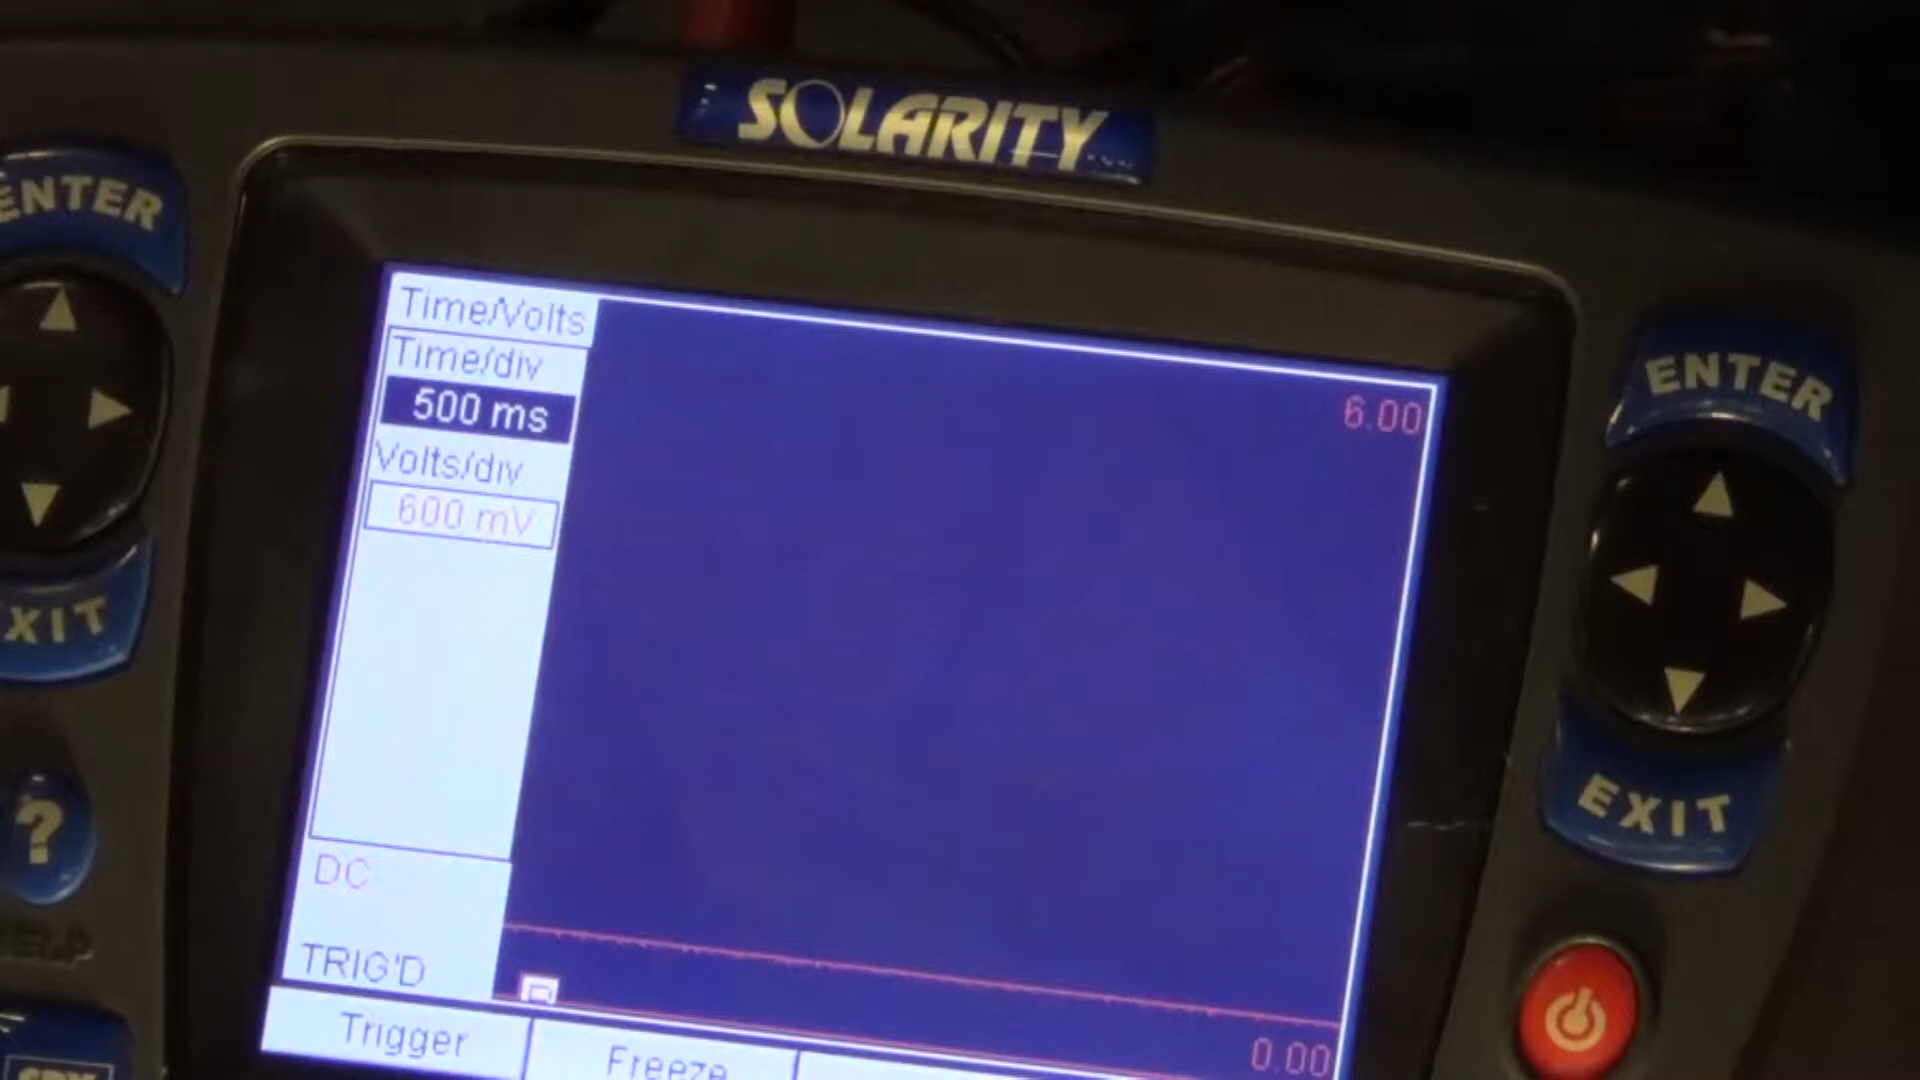 SOLARITY
ENTER
Time/Volts
Time/div
500 ms
Volts/div
600 mV
6.00
ENTER
EXIT
?
EXIT
DC
TRIG'D
Trigger
Freeze
0.00